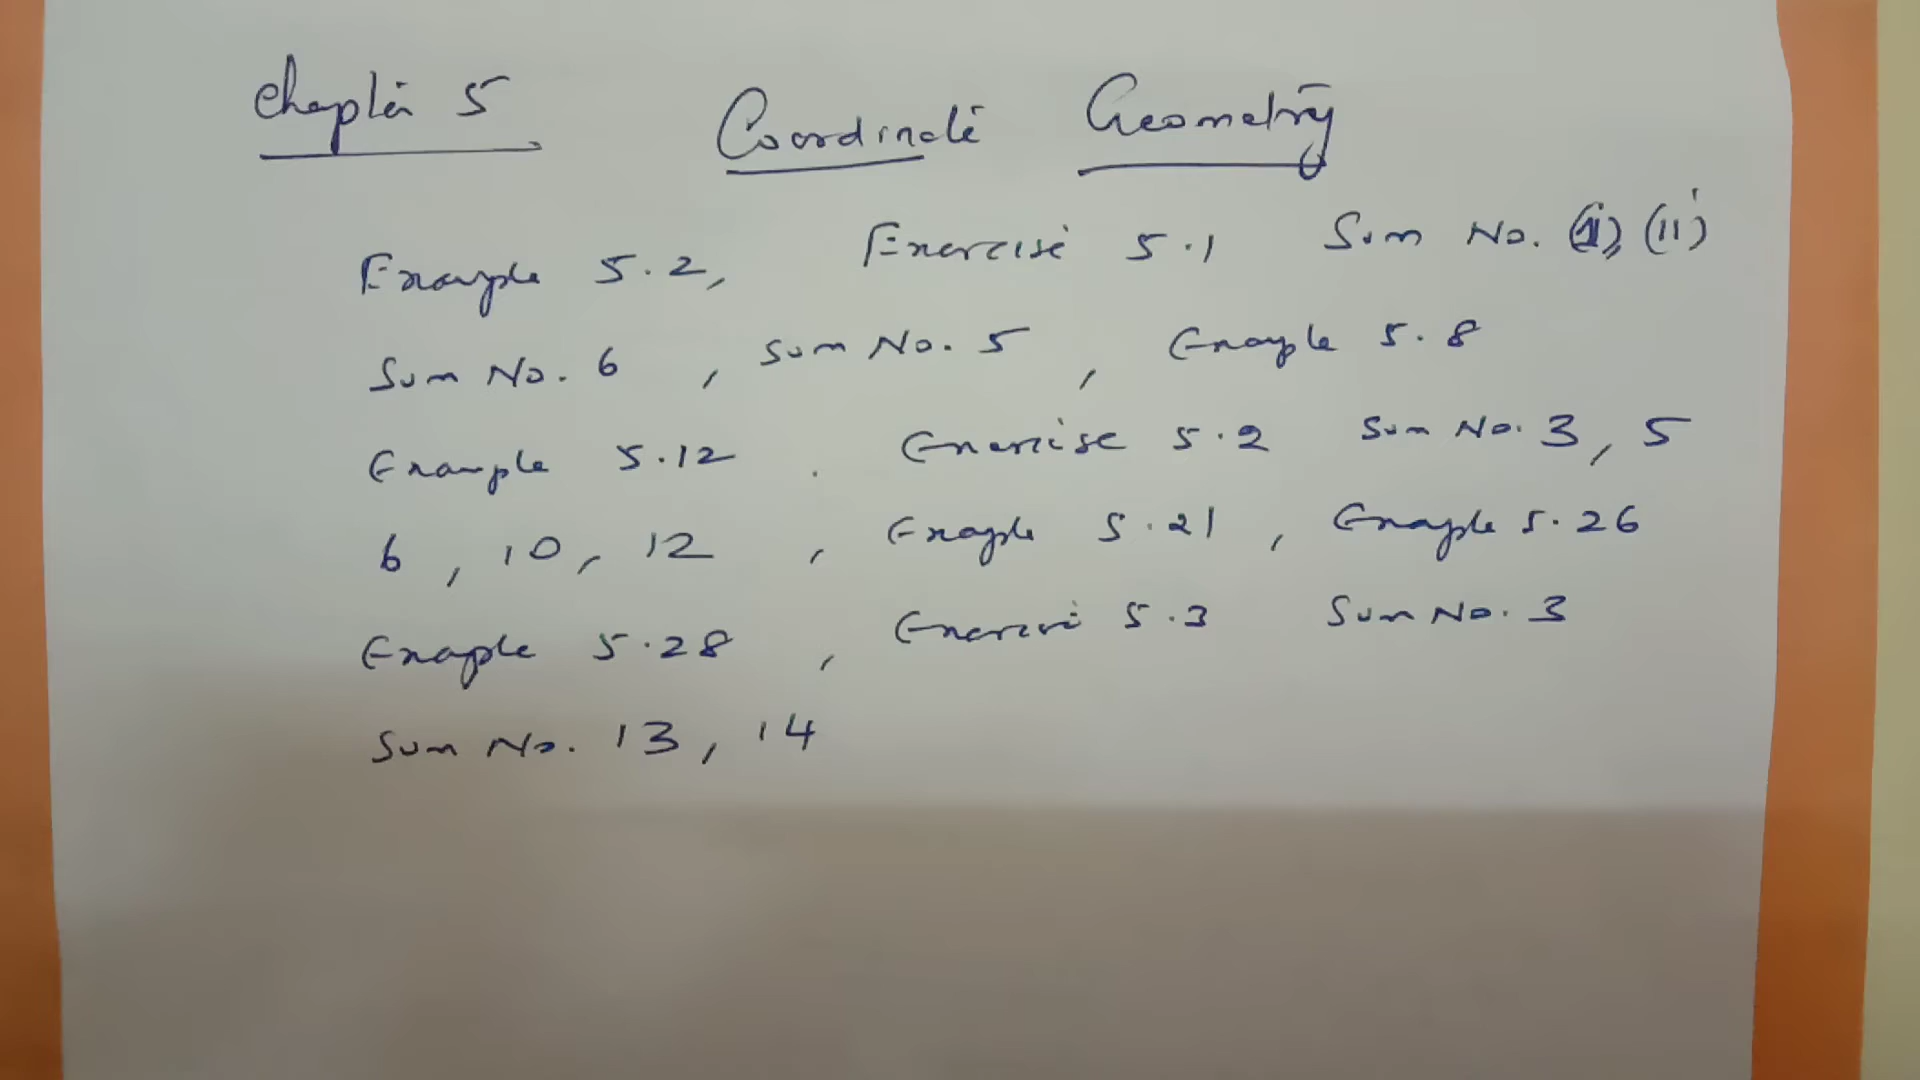 Chapter 5 Coordinate Geometry
Example 5.2, Exercise 5.1 Sum No. (i), (ii)
Sum No. 6 , Sum No. 5 , Example 5.8
Example 5.12 . Exercise 5.2 Sum No. 3, 5
6, 10, 12 , Example 5.21 , Example 5.26
Example 5.28 , Exercise 5.3 Sum No. 3
Sum No. 13, 14